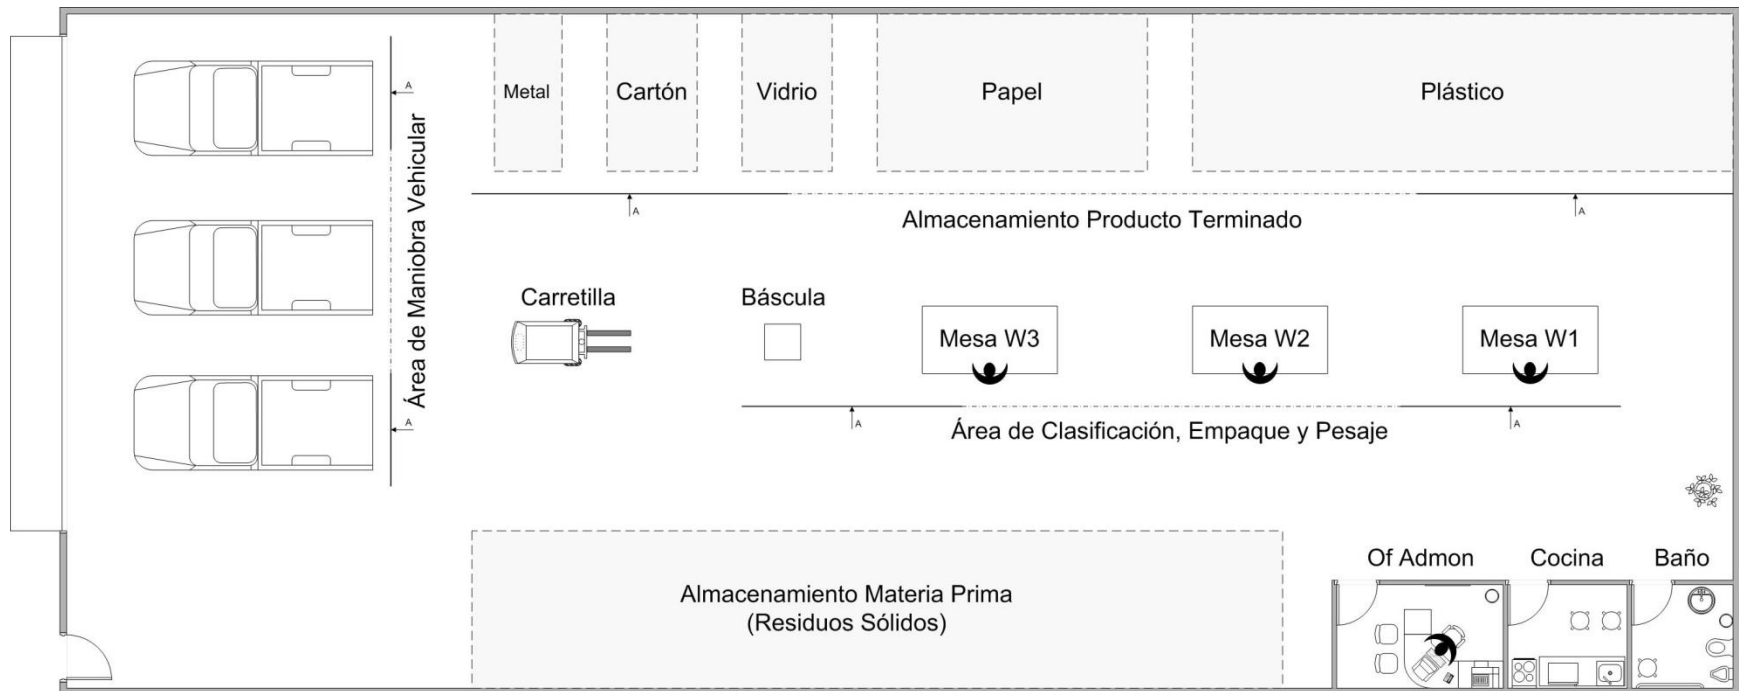 A
Metal
Cartón
Vidrio
Papel
Plástico
Área de Maniobra Vehicular
A
A
Almacenamiento Producto Terminado
Carretilla
Báscula
Mesa W3
Mesa W2
Mesa W1
A
A
A
Área de Clasificación, Empaque y Pesaje
Of Admon
Cocina
Baño
Almacenamiento Materia Prima
(Residuos Sólidos)